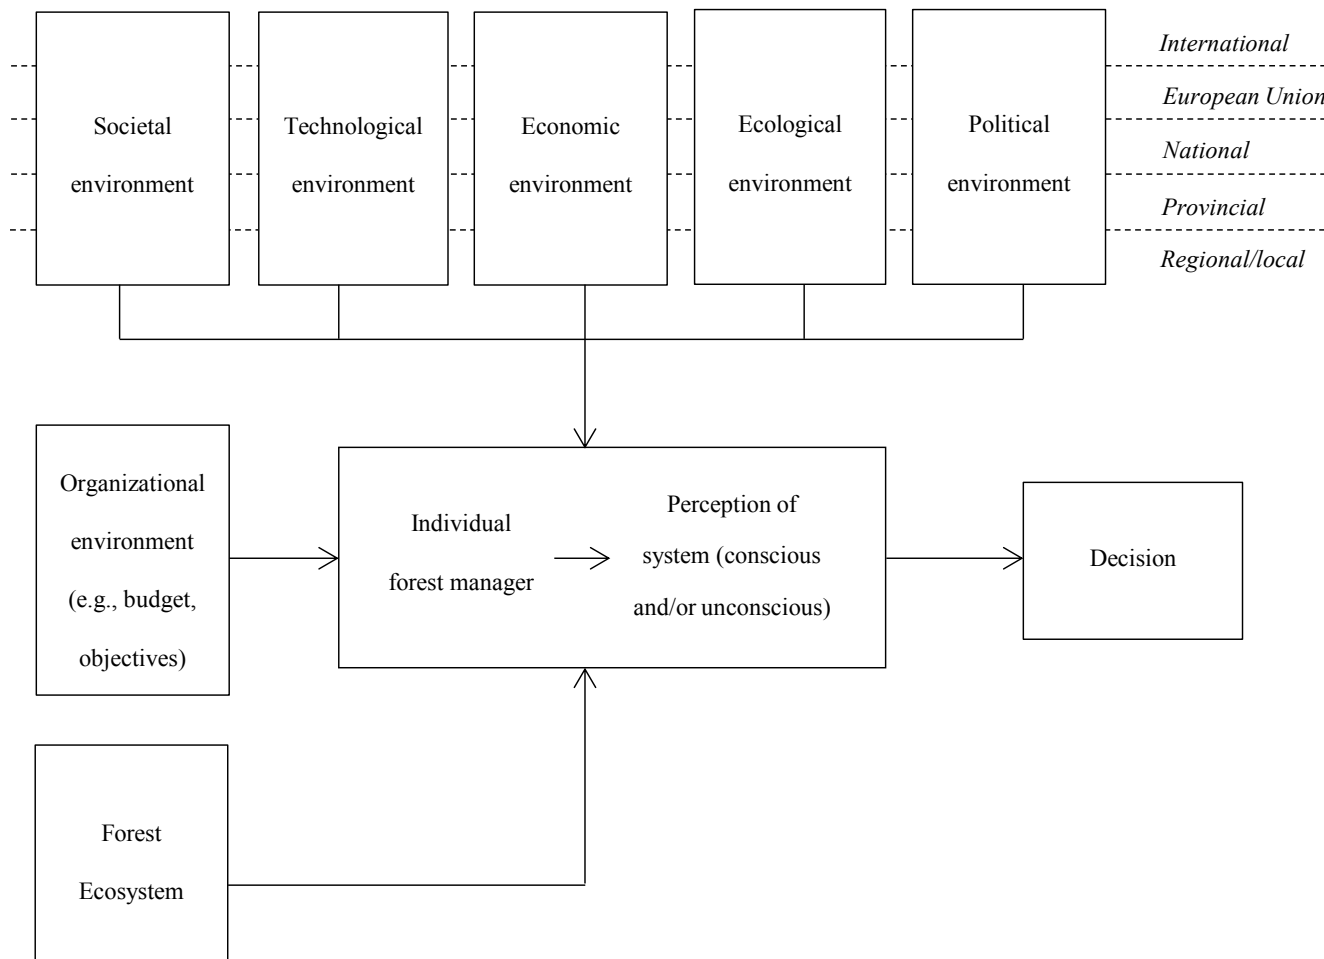 Societal
environment
Technological
environment
Economic
environment
Ecological
environment
Political
environment
International
European Union
National
Provincial
Regional/local
Organizational
environment
(e.g., budget,
objectives)
Individual
forest manager
Perception of
system (conscious
and/or unconscious)
Decision
Forest
Ecosystem